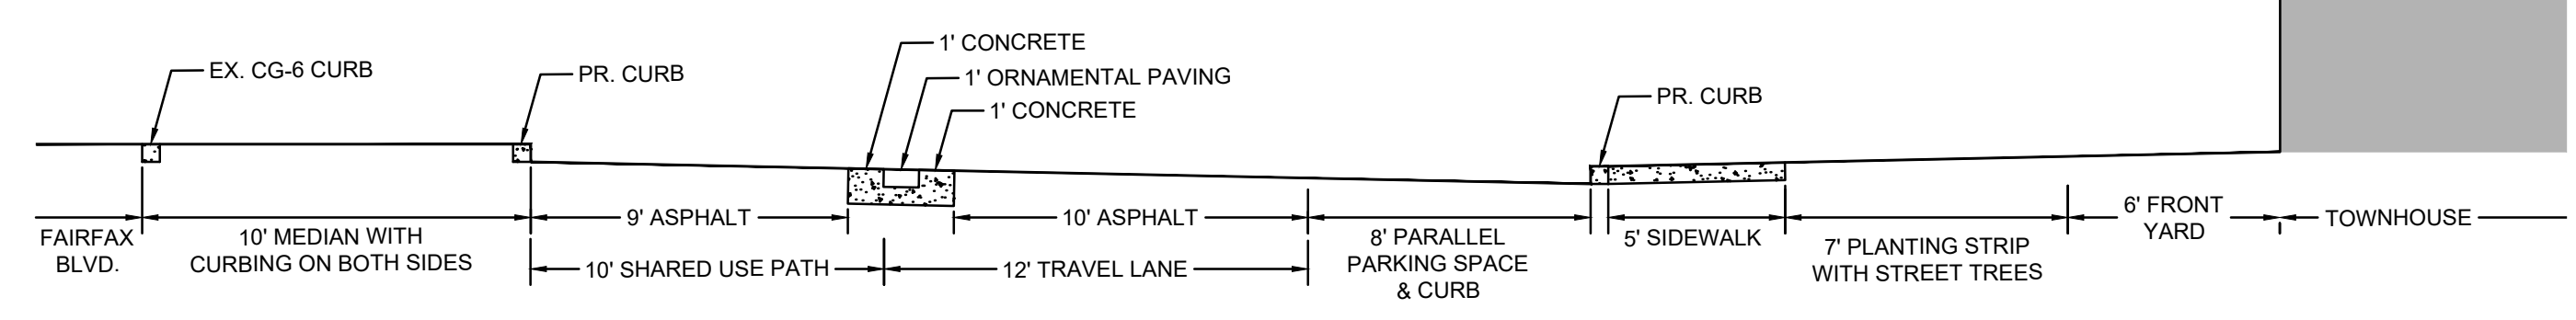 1' CONCRETE
EX. CG-6 CURB
PR. CURB
1' ORNAMENTAL PAVING
1' CONCRETE
PR. CURB
FAIRFAX
BLVD.
10' MEDIAN WITH
CURBING ON BOTH SIDES
9' ASPHALT
10' SHARED USE PATH
10' ASPHALT
12' TRAVEL LANE
8' PARALLEL
PARKING SPACE
& CURB
5' SIDEWALK
7' PLANTING STRIP
WITH STREET TREES
6' FRONT
YARD
TOWNHOUSE